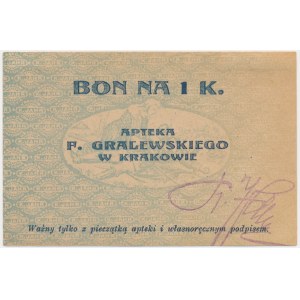 BON NA 1 K.
APTEKA
F. GRALEWSKIEGO
W KRAKOWIE
Ważny tylko z pieczątką apteki i własnoręcznym podpisem.